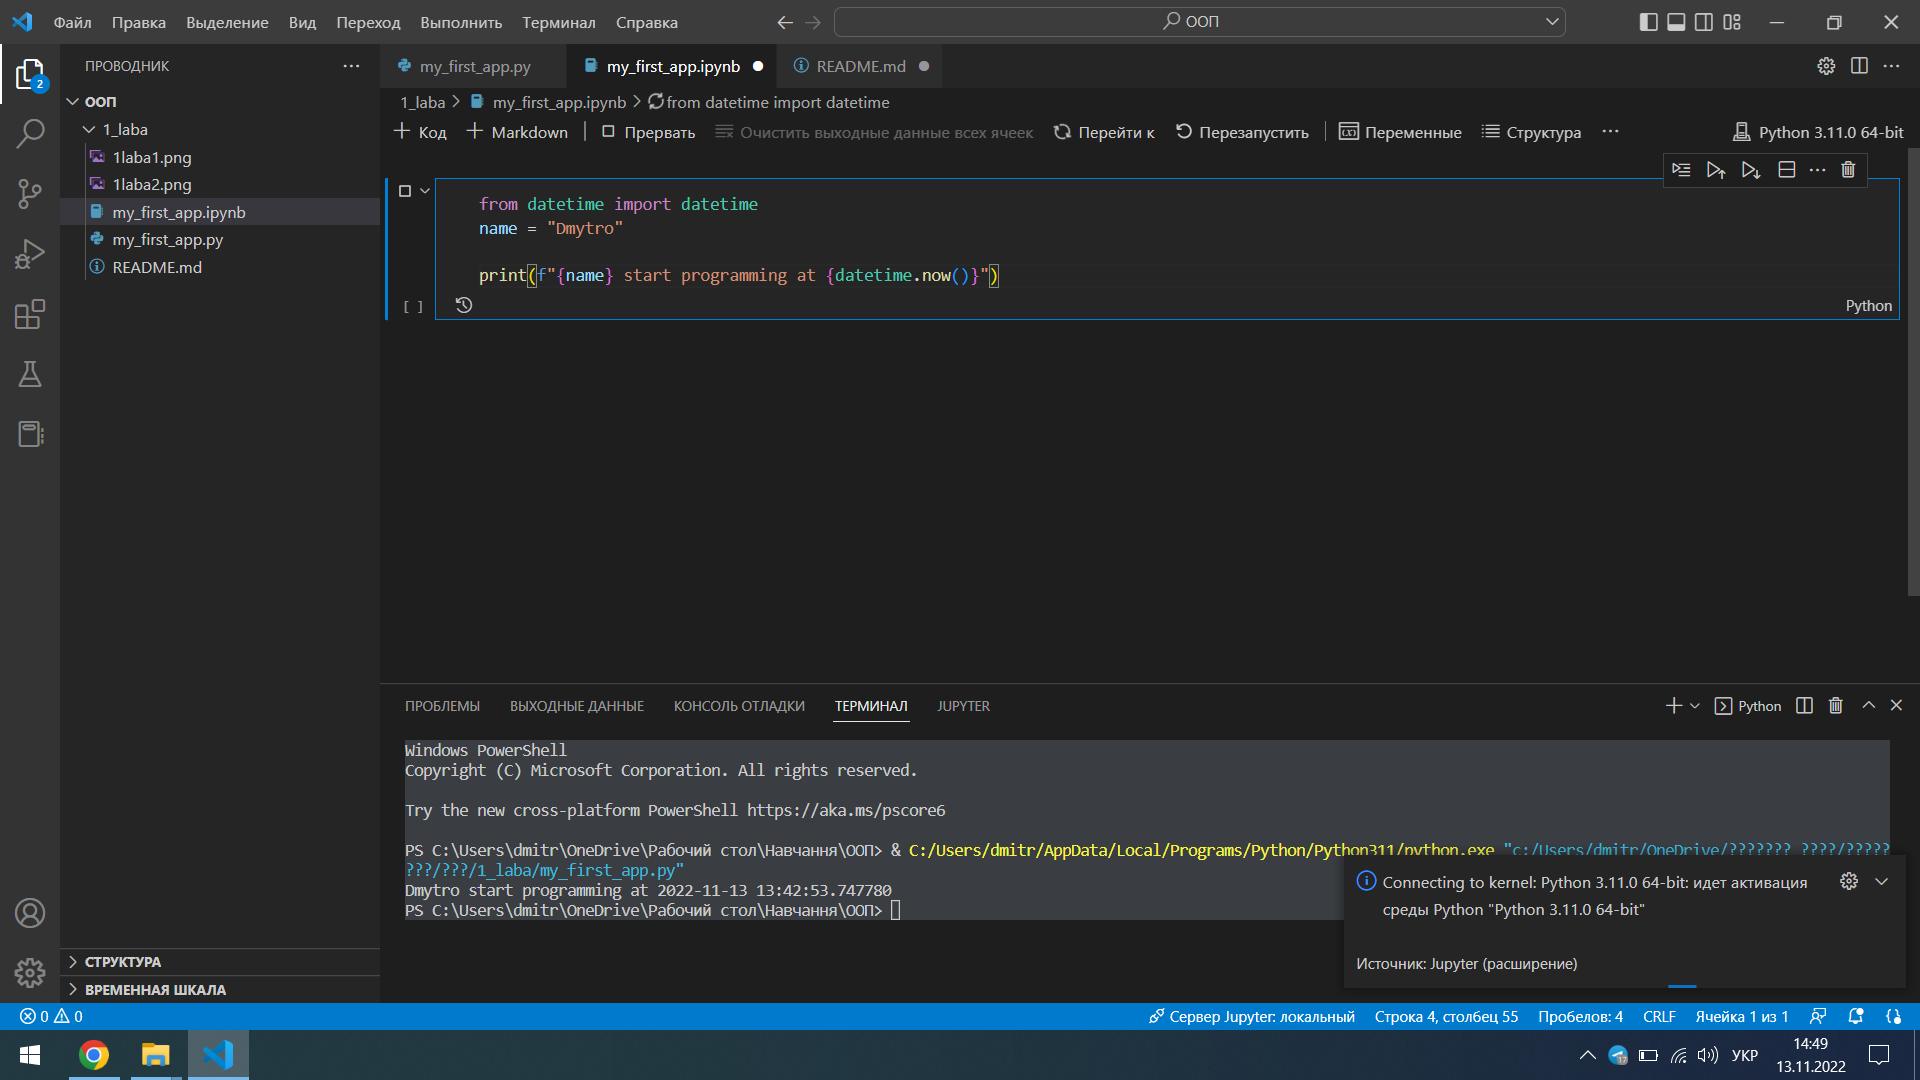 Файл Правка Выделение Вид Переход Выполнить Терминал Справка
ООП
ПРОВОДНИК
my_first_app.py
my_first_app.ipynb
README.md
2
ООП
1_laba
1laba1.png
1laba2.png
my_first_app.ipynb
my_first_app.py
README.md
1_laba > my_first_app.ipynb > from datetime import datetime
+ Код + Markdown Прервать Очистить выходные данные всех ячеек Перейти к Перезапустить Переменные Структура ··· Python 3.11.0 64-bit
from datetime import datetime
name = "Dmytro"
print(f"{name} start programming at {datetime.now()}")
[ ]
Python
ПРОБЛЕМЫ ВЫХОДНЫЕ ДАННЫЕ КОНСОЛЬ ОТЛАДКИ ТЕРМИНАЛ JUPYTER
Python
Windows PowerShell
Copyright (C) Microsoft Corporation. All rights reserved.
Try the new cross-platform PowerShell https://aka.ms/pscore6
PS C:\Users\dmitr\OneDrive\Рабочий стол\Навчання\ООП> & C:/Users/dmitr/AppData/Local/Programs/Python/Python311/python.exe "c:/Users/dmitr/OneDrive/??????? ????/?????
???/???/1_laba/my_first_app.py"
Dmytro start programming at 2022-11-13 13:42:53.747780
PS C:\Users\dmitr\OneDrive\Рабочий стол\Навчання\ООП>
Connecting to kernel: Python 3.11.0 64-bit: идет активация
среды Python "Python 3.11.0 64-bit"
Источник: Jupyter (расширение)
СТРУКТУРА
ВРЕМЕННАЯ ШКАЛА
0 0
Сервер Jupyter: локальный Строка 4, столбец 55 Пробелов: 4 CRLF Ячейка 1 из 1
17
УКР
14:49
13.11.2022